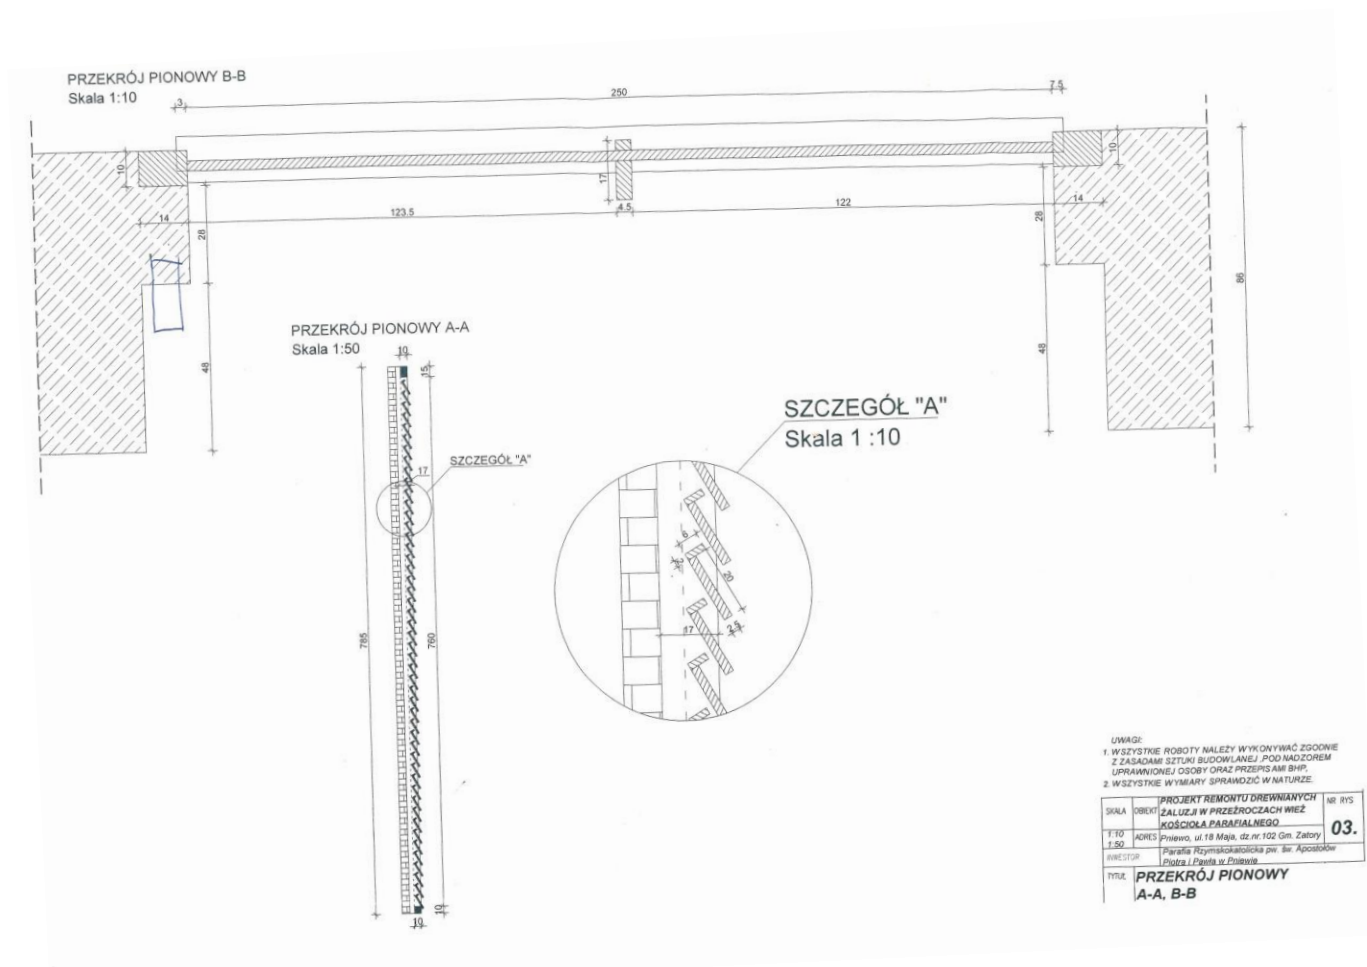 PRZEKRÓJ PIONOWY B-B
Skala 1:10
3
250
7.5
10
10
17
14
123.5
4.5
122
14
28
28
86
48
48
PRZEKRÓJ PIONOWY A-A
Skala 1:50
10
15
SZCZEGÓŁ "A"
17
785
760
10
10
SZCZEGÓŁ "A"
Skala 1 :10
6
2
20
17
2.5
UWAGI:
1. WSZYSTKIE ROBOTY NALEŻY WYKONYWAĆ ZGODNIE
Z ZASADAMI SZTUKI BUDOWLANEJ ,POD NADZOREM
UPRAWNIONEJ OSOBY ORAZ PRZEPISAMI BHP,
2. WSZYSTKIE WYMIARY SPRAWDZIĆ W NATURZE.
SKALA OBIEKT PROJEKT REMONTU DREWNIANYCH
ŻALUZJI W PRZEŹROCZACH WIEŻ
KOŚCIOŁA PARAFIALNEGO
NR RYS
03.
1:10
1:50
ADRES Pniewo, ul.18 Maja, dz.nr.102 Gm. Zatory
INWESTOR Parafia Rzymskokatolicka pw. św. Apostołów
Piotra i Pawła w Pniewie
TYTUŁ PRZEKRÓJ PIONOWY
A-A, B-B